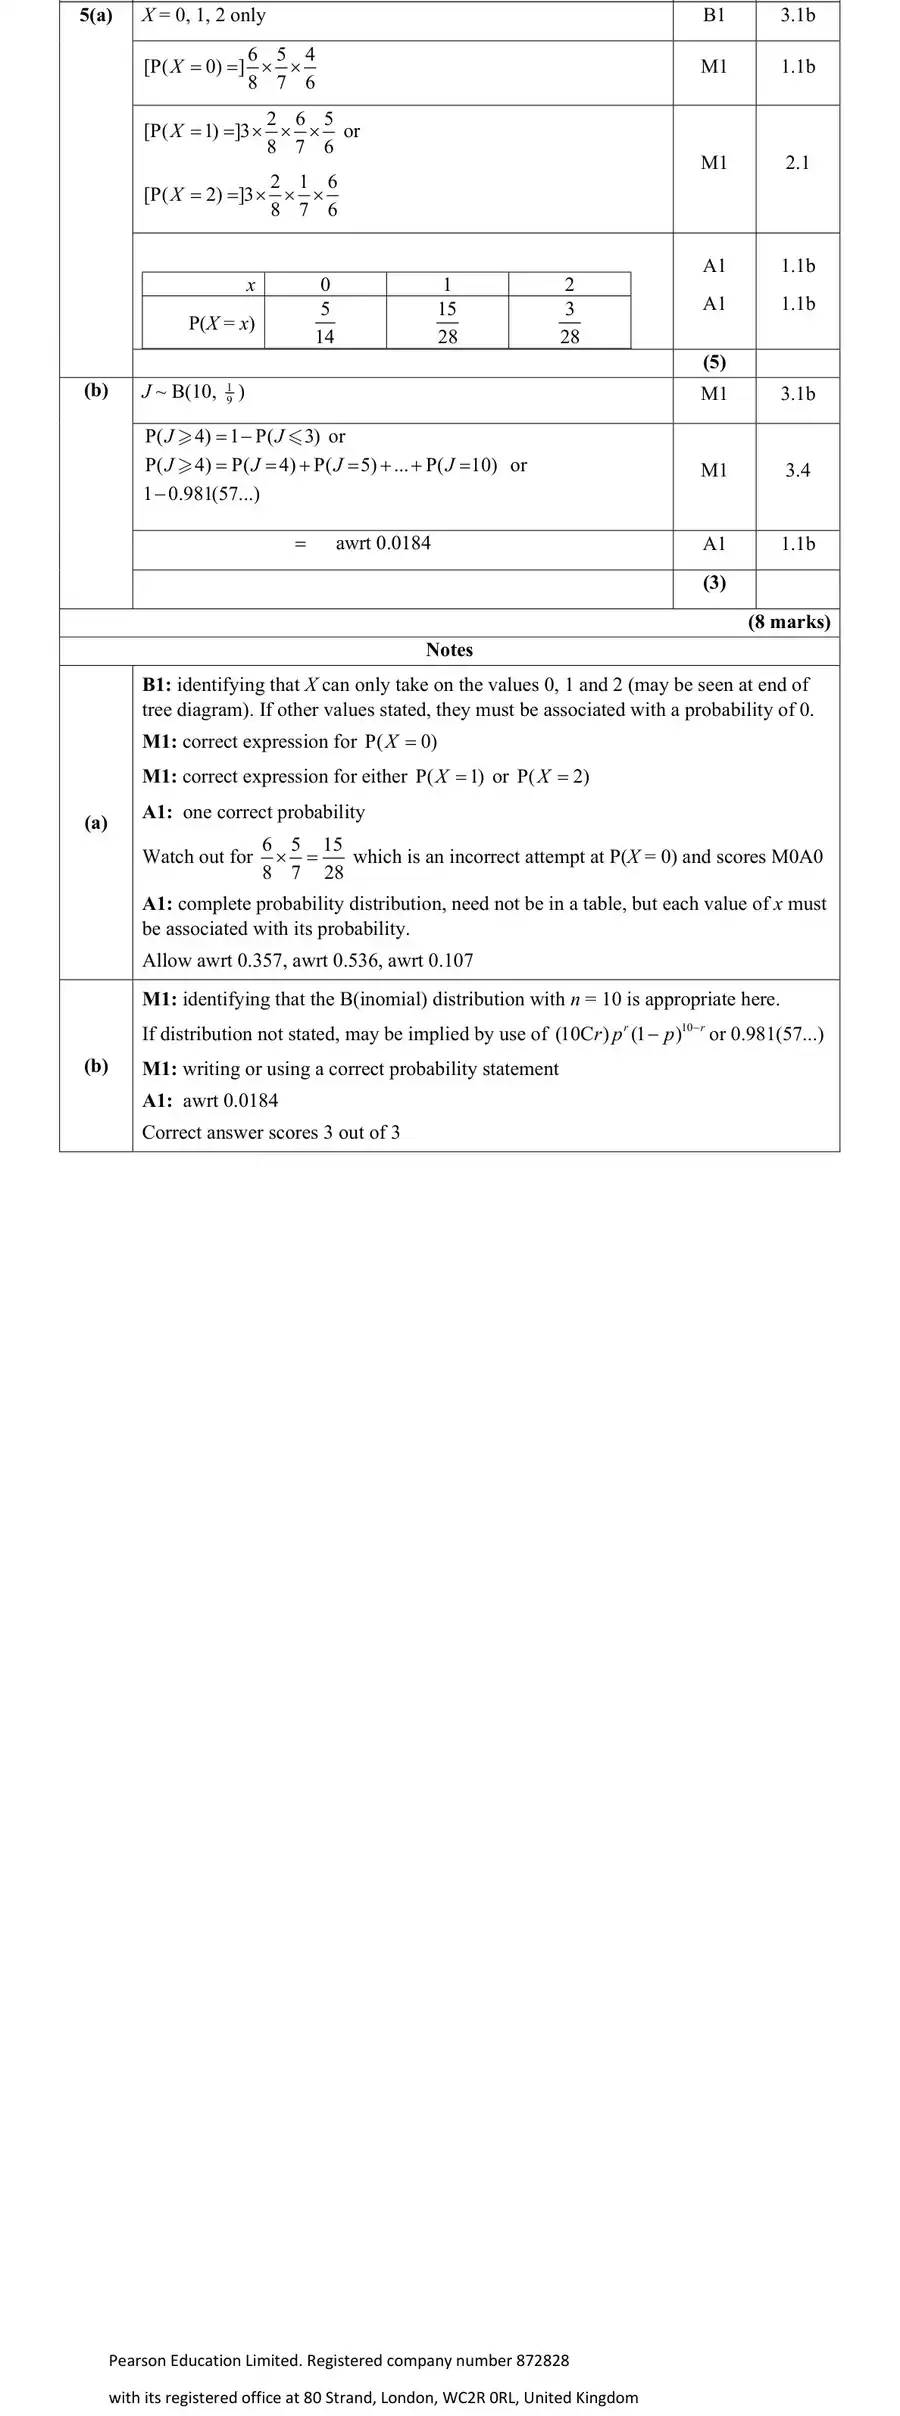 5(a) X = 0, 1, 2 only B1 3.1b
[P(X = 0) =] 6/8 × 5/7 × 4/6 M1 1.1b
[P(X = 1) =]3 × 2/8 × 6/7 × 5/6 or
[P(X = 2) =]3 × 2/8 × 1/7 × 6/6
M1 2.1
x 0 1 2
P(X = x) 5/14 15/28 3/28
A1 1.1b
A1 1.1b
(5)
(b) J ~ B(10, 1/9) M1 3.1b
P(J ⩾ 4) = 1 − P(J ⩽ 3) or
P(J ⩾ 4) = P(J = 4) + P(J = 5) + ... + P(J = 10) or
1 − 0.981(57...)
M1 3.4
= awrt 0.0184 A1 1.1b
(3)
(8 marks)
Notes
(a)
B1: identifying that X can only take on the values 0, 1 and 2 (may be seen at end of
tree diagram). If other values stated, they must be associated with a probability of 0.
M1: correct expression for P(X = 0)
M1: correct expression for either P(X = 1) or P(X = 2)
A1: one correct probability
Watch out for 6/8 × 5/7 = 15/28 which is an incorrect attempt at P(X = 0) and scores M0A0
A1: complete probability distribution, need not be in a table, but each value of x must
be associated with its probability.
Allow awrt 0.357, awrt 0.536, awrt 0.107
(b)
M1: identifying that the B(inomial) distribution with n = 10 is appropriate here.
If distribution not stated, may be implied by use of (10Cr)p^r(1 − p)^(10−r) or 0.981(57...)
M1: writing or using a correct probability statement
A1: awrt 0.0184
Correct answer scores 3 out of 3
Pearson Education Limited. Registered company number 872828
with its registered office at 80 Strand, London, WC2R 0RL, United Kingdom